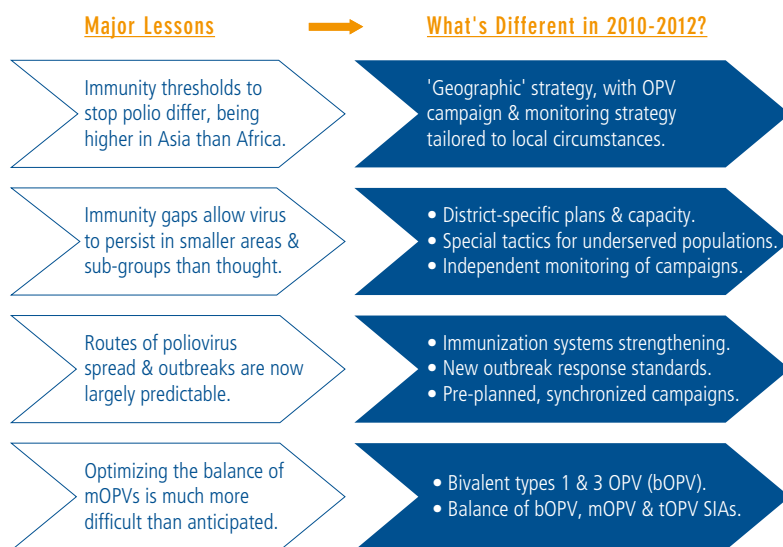 Major Lessons
What's Different in 2010-2012?
Immunity thresholds to
stop polio differ, being
higher in Asia than Africa.
'Geographic' strategy, with OPV
campaign & monitoring strategy
tailored to local circumstances.
Immunity gaps allow virus
to persist in smaller areas &
sub-groups than thought.
• District-specific plans & capacity.
• Special tactics for underserved populations.
• Independent monitoring of campaigns.
Routes of poliovirus
spread & outbreaks are now
largely predictable.
• Immunization systems strengthening.
• New outbreak response standards.
• Pre-planned, synchronized campaigns.
Optimizing the balance of
mOPVs is much more
difficult than anticipated.
• Bivalent types 1 & 3 OPV (bOPV).
• Balance of bOPV, mOPV & tOPV SIAs.